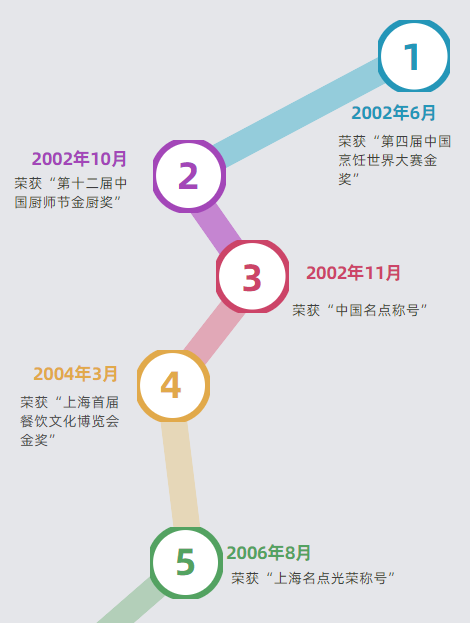 1
2002年6月
荣获“第四届中国
烹饪世界大赛金
奖”
2
2002年10月
荣获“第十二届中
国厨师节金厨奖”
3
2002年11月
荣获“中国名点称号”
4
2004年3月
荣获“上海首届
餐饮文化博览会
金奖”
5
2006年8月
荣获“上海名点光荣称号”